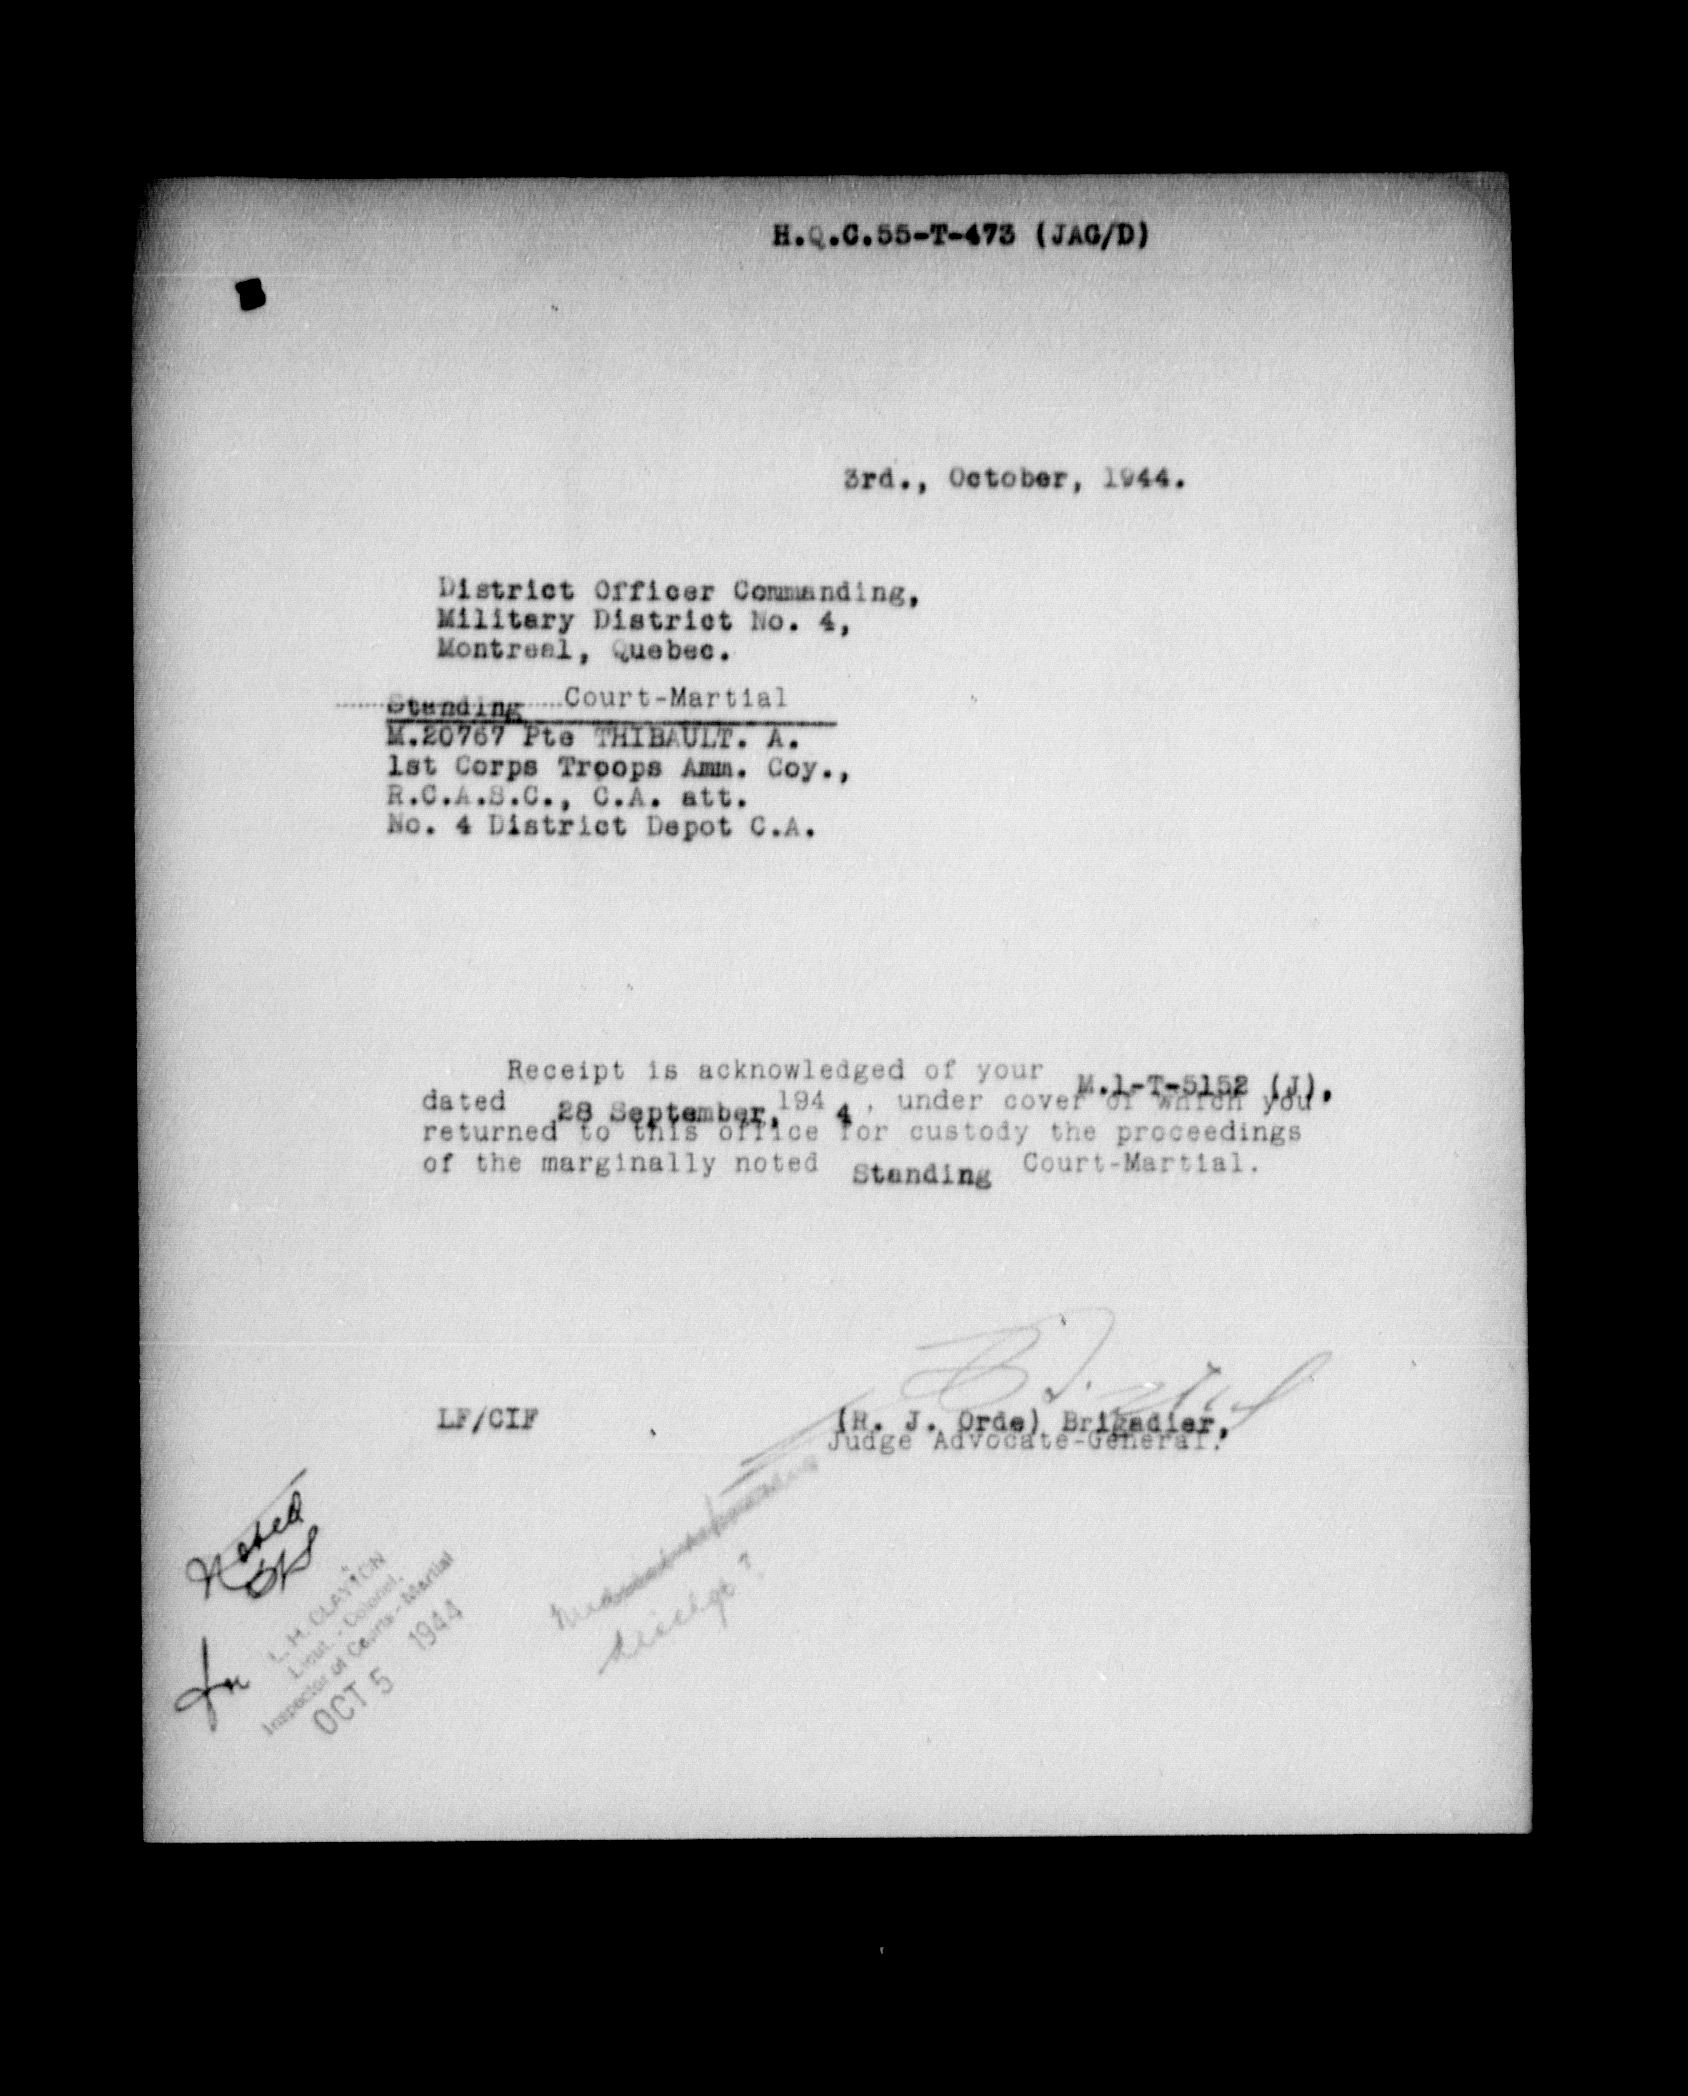 H.Q.C.55-T-473 (JAG/D)
3rd., October, 1944.
District Officer Commanding,
Military District No. 4,
Montreal, Quebec.
Standing Court-Martial
M.20767 Pte THIBAULT. A.
1st Corps Troops Amm. Coy.,
R.C.A.S.C., C.A. att.
No. 4 District Depot C.A.
Receipt is acknowledged of your M.1-T-5152 (J),
dated 28 September, 194 4 , under cover of which you
returned to this office for custody the proceedings
of the marginally noted Standing Court-Martial.
LF/CIF
(R. J. Orde) Brigadier,
Judge Advocate-General.
Noted
L. H. CLAYTON
Lieut. - Colonel,
Inspector of Courts - Martial
OCT 5 1944